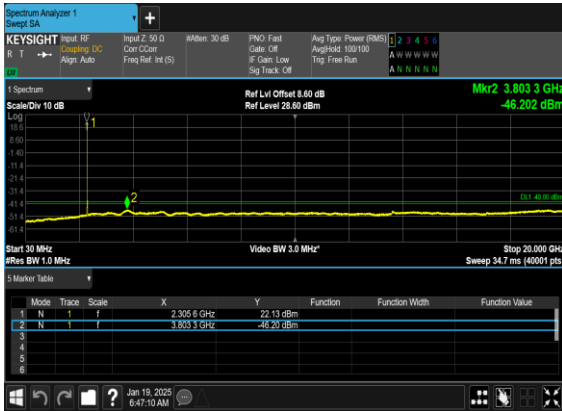 Spectrum Analyzer 1
Swept SA
KEYSIGHT
R T
LXI
Input: RF
Coupling: DC
Align: Auto
Input Z: 50 Ω
Corr CCorr
Freq Ref: Int (S)
#Atten: 30 dB
PNO: Fast
Gate: Off
IF Gain: Low
Sig Track: Off
Avg Type: Power (RMS)
Avg|Hold: 100/100
Trig: Free Run
1 2 3 4 5 6
A W W W W W
A N N N N N
1 Spectrum
Scale/Div 10 dB
Ref Lvl Offset 8.60 dB
Ref Level 28.60 dBm
Mkr2 3.803 3 GHz
-46.202 dBm
Log
18.6
8.60
-1.40
-11.4
-21.4
-31.4
-41.4
-51.4
-61.4
1
2
DL1 -40.00 dBm
Start 30 MHz
#Res BW 1.0 MHz
Video BW 3.0 MHz*
Stop 20.000 GHz
Sweep 34.7 ms (40001 pts)
5 Marker Table
Mode Trace Scale X Y Function Function Width Function Value
1 N 1 f 2.305 6 GHz 22.13 dBm
2 N 1 f 3.803 3 GHz -46.20 dBm
3
4
5
6
Jan 19, 2025
6:47:10 AM